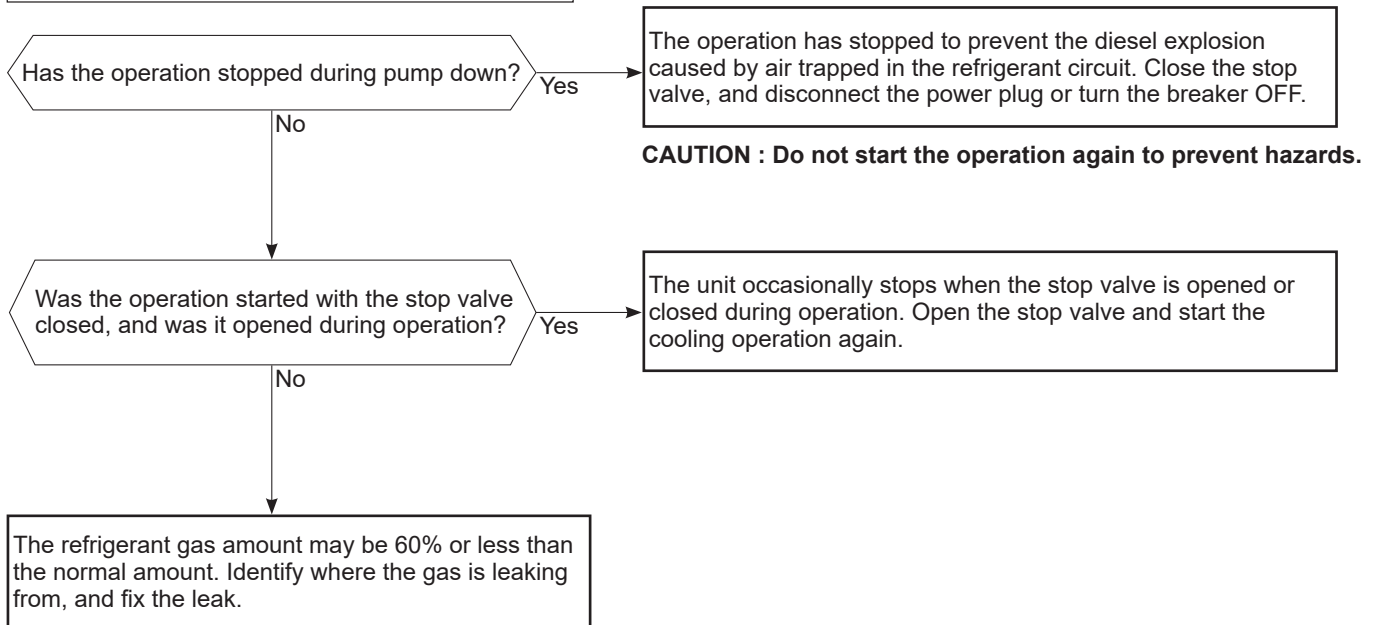 Has the operation stopped during pump down?
Yes
The operation has stopped to prevent the diesel explosion
caused by air trapped in the refrigerant circuit. Close the stop
valve, and disconnect the power plug or turn the breaker OFF.
CAUTION : Do not start the operation again to prevent hazards.
No
Was the operation started with the stop valve
closed, and was it opened during operation?
Yes
The unit occasionally stops when the stop valve is opened or
closed during operation. Open the stop valve and start the
cooling operation again.
No
The refrigerant gas amount may be 60% or less than
the normal amount. Identify where the gas is leaking
from, and fix the leak.